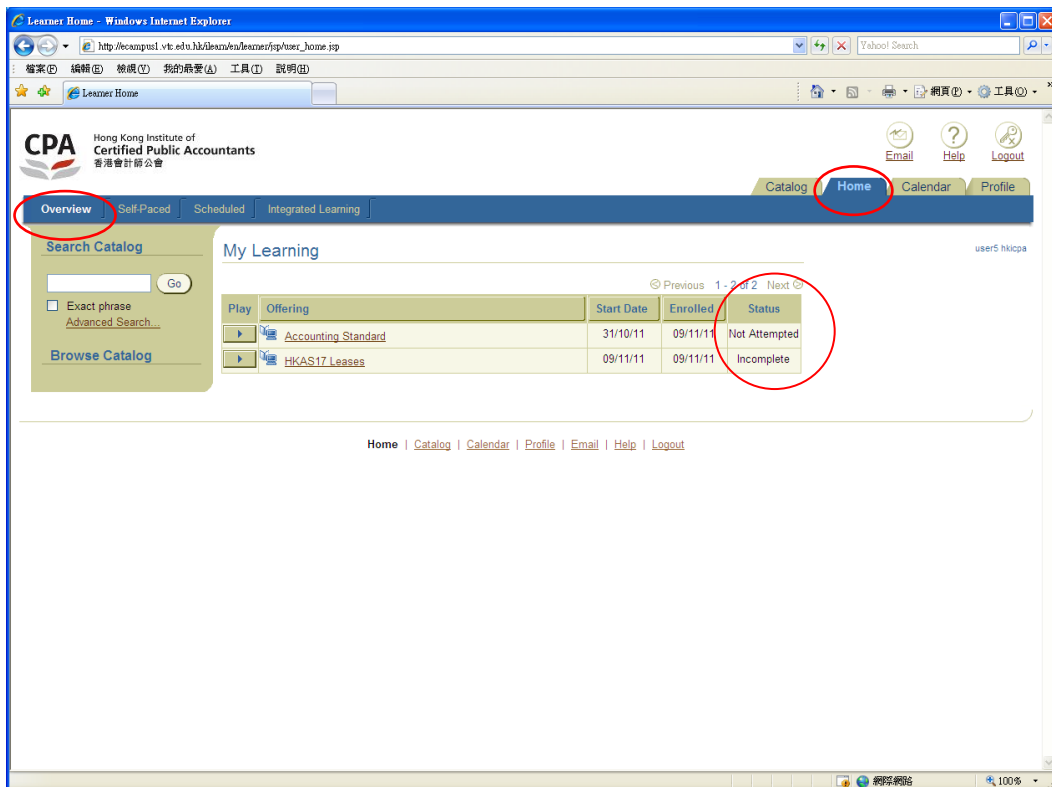 Learner Home - Windows Internet Explorer
http://ecampus1.vtc.edu.hk/ilearn/en/learner/jsp/user_home.jsp
Yahoo! Search
檔案(F) 編輯(E) 檢視(V) 我的最愛(A) 工具(T) 說明(H)
Learner Home
網頁(P) 工具(O)
CPA
Hong Kong Institute of
Certified Public Accountants
香港會計師公會
Email Help Logout
Catalog Home Calendar Profile
Overview Self-Paced Scheduled Integrated Learning
Search Catalog
Go
Exact phrase
Advanced Search...
Browse Catalog
My Learning
user5 hkicpa
Previous 1 - 2 of 2 Next
Play Offering Start Date Enrolled Status
Accounting Standard 31/10/11 09/11/11 Not Attempted
HKAS17 Leases 09/11/11 09/11/11 Incomplete
Home | Catalog | Calendar | Profile | Email | Help | Logout
網際網路 100%